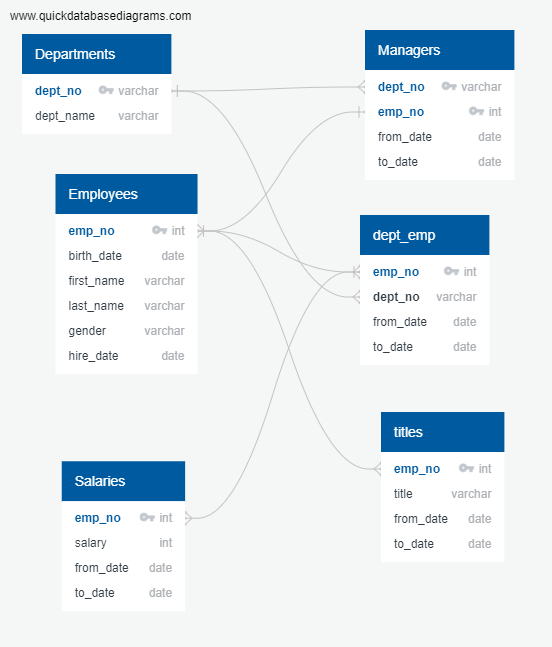 www.quickdatabasediagrams.com
Departments
dept_no varchar
dept_name varchar
Managers
dept_no varchar
emp_no int
from_date date
to_date date
Employees
emp_no int
birth_date date
first_name varchar
last_name varchar
gender varchar
hire_date date
dept_emp
emp_no int
dept_no varchar
from_date date
to_date date
titles
emp_no int
title varchar
from_date date
to_date date
Salaries
emp_no int
salary int
from_date date
to_date date